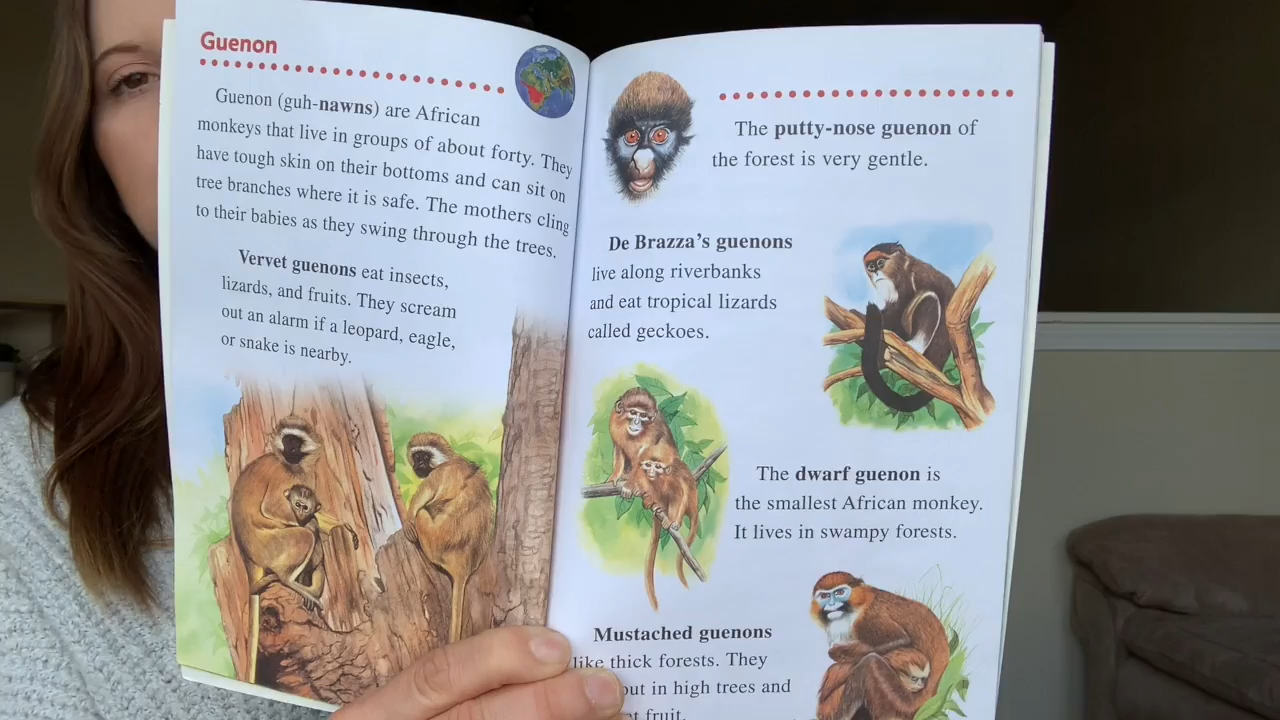 Guenon
Guenon (guh-nawns) are African
monkeys that live in groups of about forty. They
have tough skin on their bottoms and can sit on
tree branches where it is safe. The mothers cling
to their babies as they swing through the trees.
Vervet guenons eat insects,
lizards, and fruits. They scream
out an alarm if a leopard, eagle,
or snake is nearby.
The putty-nose guenon of
the forest is very gentle.
De Brazza's guenons
live along riverbanks
and eat tropical lizards
called geckoes.
The dwarf guenon is
the smallest African monkey.
It lives in swampy forests.
Mustached guenons
like thick forests. They
in high trees and
fruit.